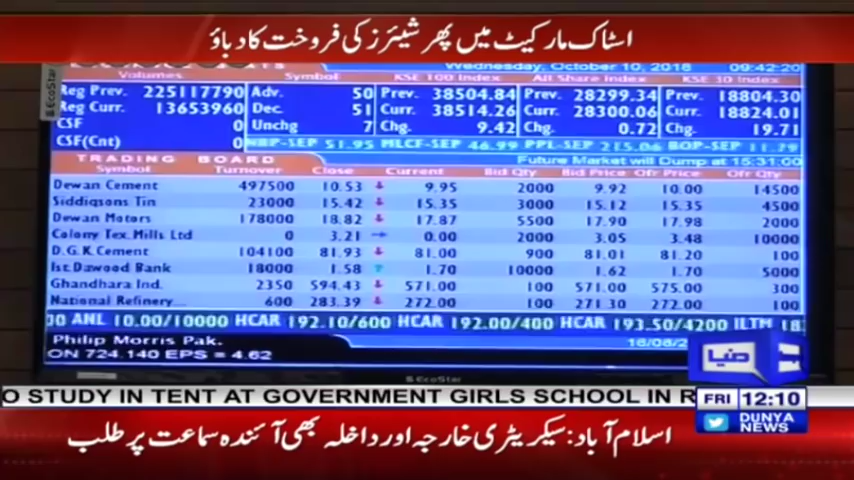 اسٹاک مارکیٹ میں پھر شیئرز کی فروخت کا دباؤ
Wednesday, October 10, 2018 09:42:20
Volumes Symbol KSE 100 Index All Share Index KSE 30 Index
Reg Prev. 225117790 Adv. 50 Prev. 38504.84 Prev. 28299.34 Prev. 18804.30
Reg Curr. 13653960 Dec. 51 Curr. 38514.26 Curr. 28300.06 Curr. 18824.01
CSF 0 Unchg 7 Chg. 9.42 Chg. 0.72 Chg. 19.71
CSF(Cnt) 0 NBP-SEP 51.95 MLCF-SEP 46.99 PPL-SEP 215.06 BOP-SEP 11.79
TRADING BOARD Future Market will Dump at 15:31:00
Symbol Turnover Close Current Bid Qty Bid Price Ofr Price Ofr Qty
Dewan Cement 497500 10.53 9.95 2000 9.92 10.00 14500
Siddiqsons Tin 23000 15.42 15.35 3000 15.12 15.35 4500
Dewan Motors 178000 18.82 17.87 5500 17.90 17.98 2000
Colony Tex.Mills Ltd 0 3.21 0.00 2000 3.05 3.48 10000
D.G.K.Cement 104100 81.93 81.00 900 81.01 81.20 100
Ist.Dawood Bank 18000 1.58 1.70 10000 1.62 1.70 5000
Ghandhara Ind. 2350 594.43 571.00 100 571.00 575.00 300
National Refinery 600 283.39 272.00 100 271.30 272.00 100
00 ANL 10.00/10000 HCAR 192.10/600 HCAR 192.00/400 HCAR 193.50/4200 ILTM 18
Philip Morris Pak. 18/08/2
ON 724.140 EPS = 4.62
EcoStar
EcoStar
دنیا
O STUDY IN TENT AT GOVERNMENT GIRLS SCHOOL IN R
FRI 12:10
DUNYA NEWS
اسلام آباد: سیکریٹری خارجہ اور داخلہ بھی آئندہ سماعت پر طلب